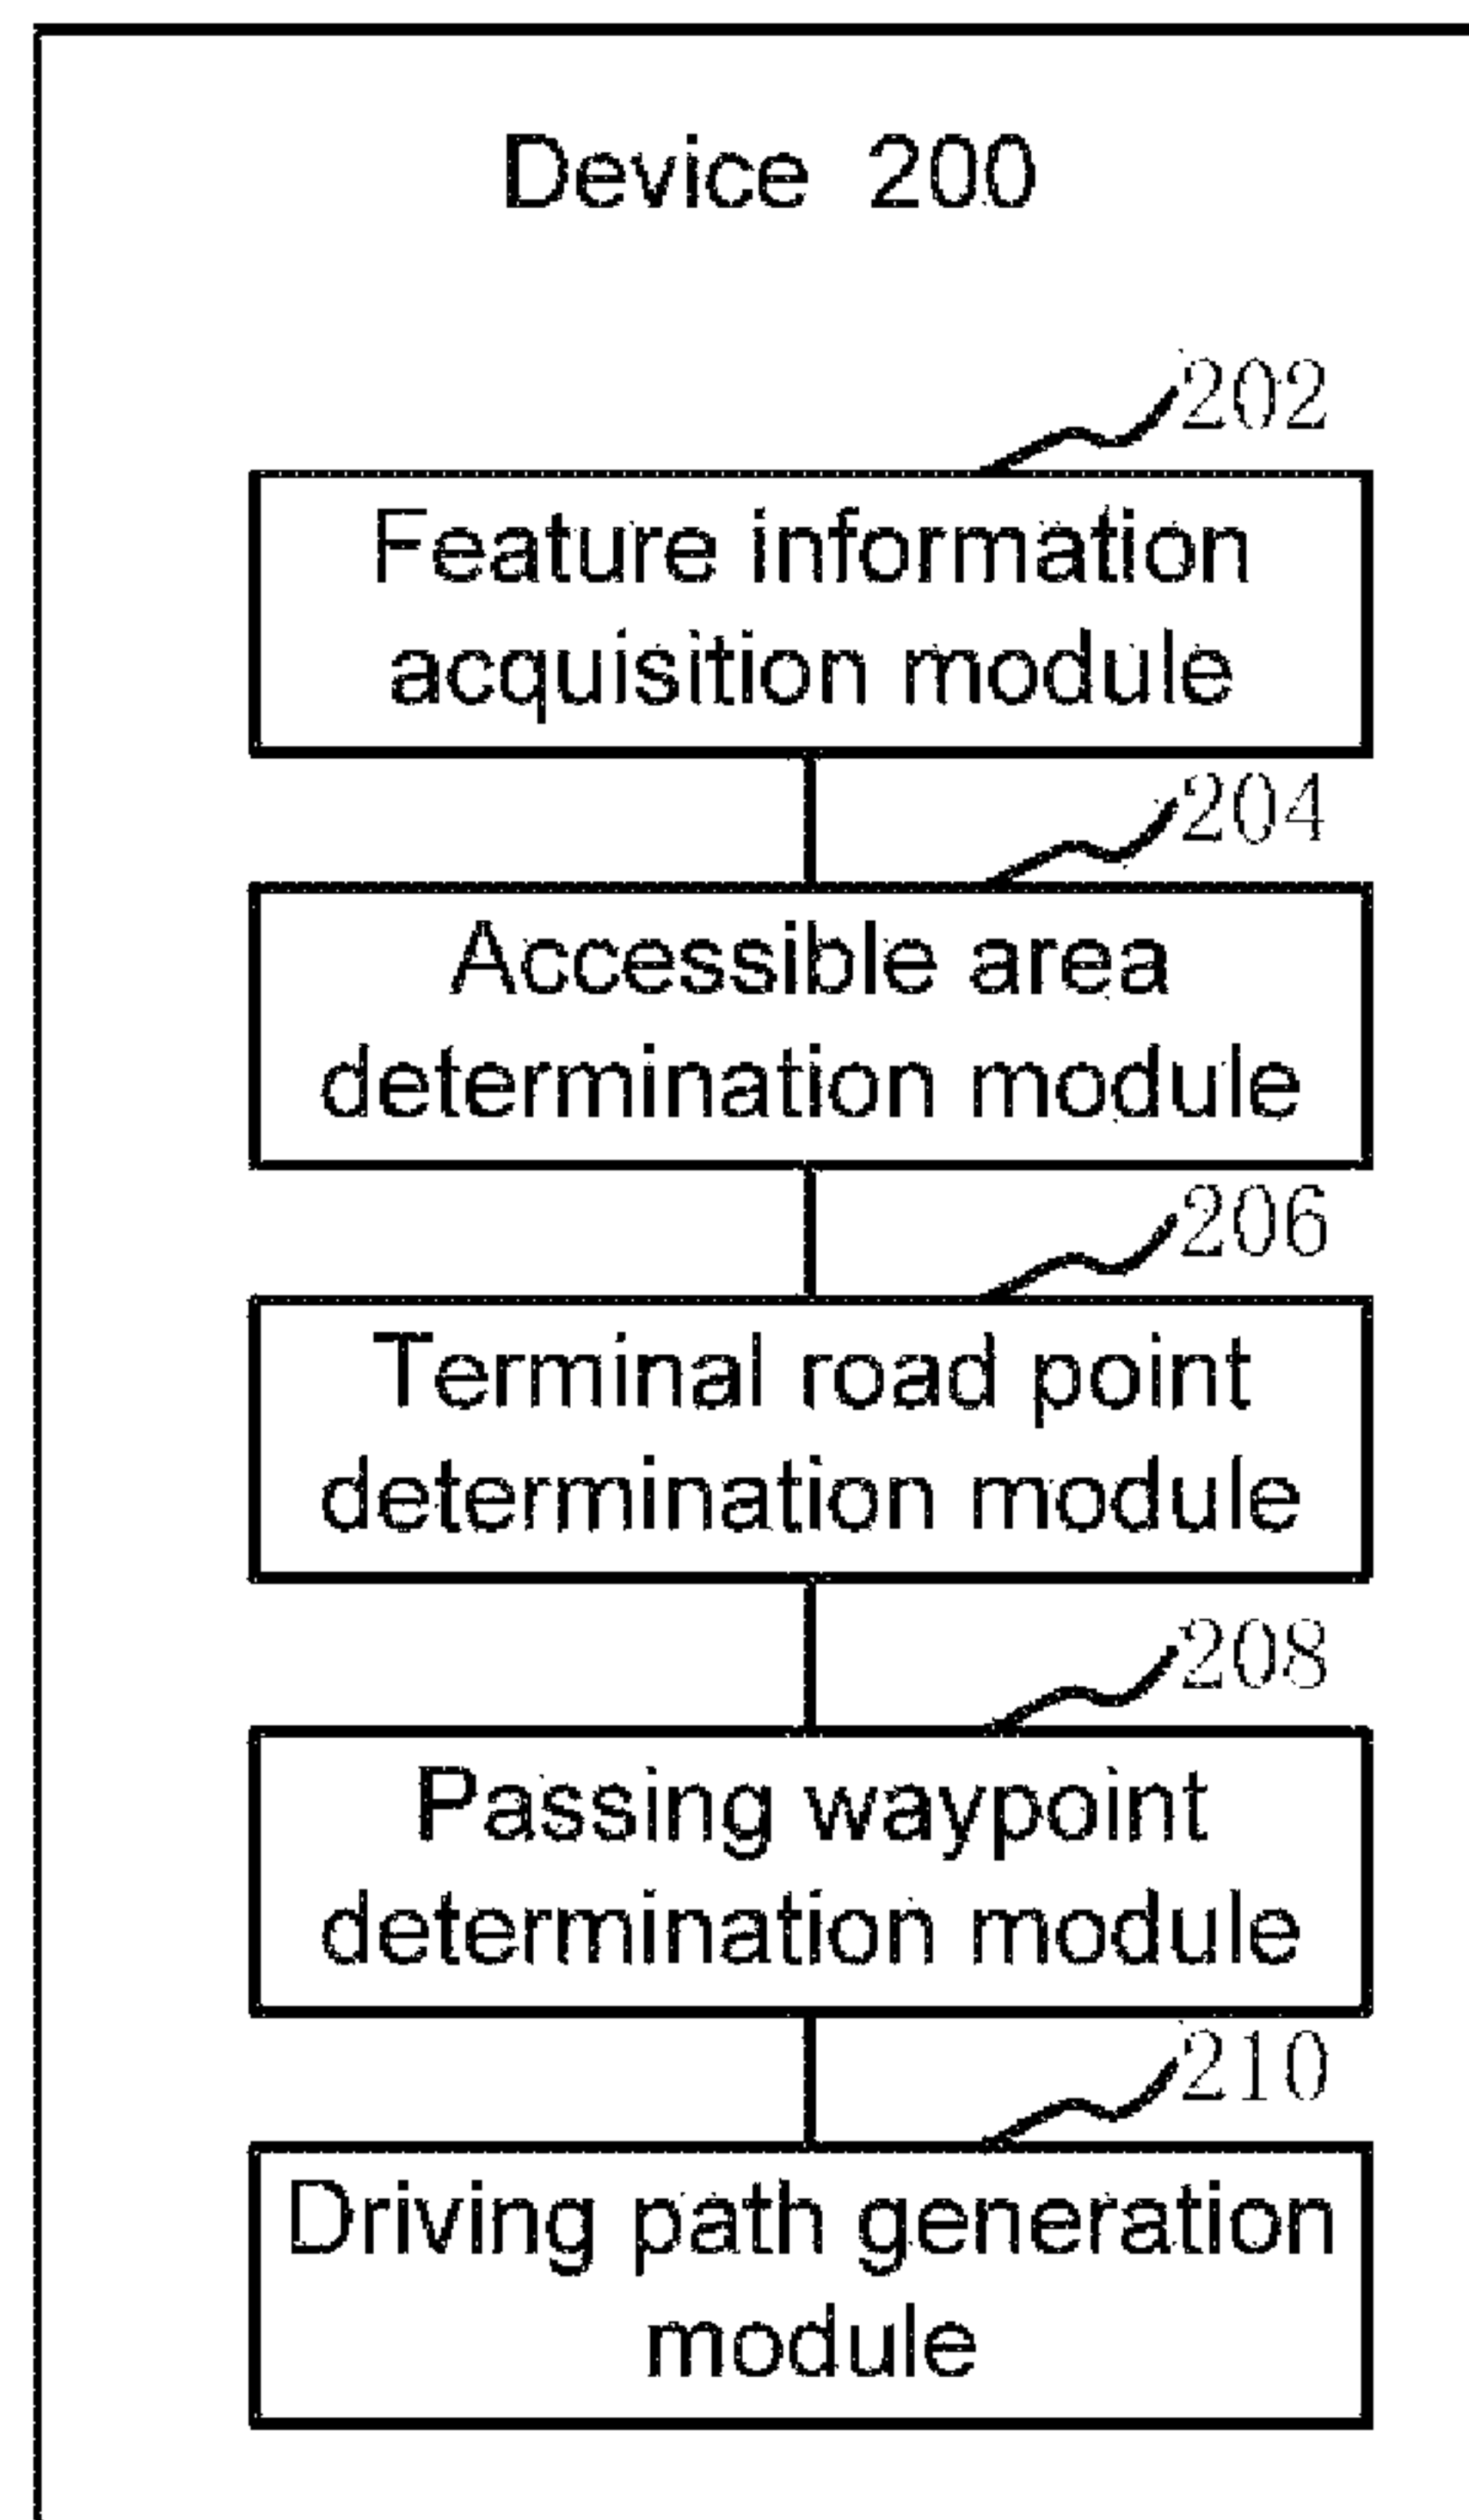 Device 200
202
Feature information
acquisition module
204
Accessible area
determination module
206
Terminal road point
determination module
208
Passing waypoint
determination module
210
Driving path generation
module